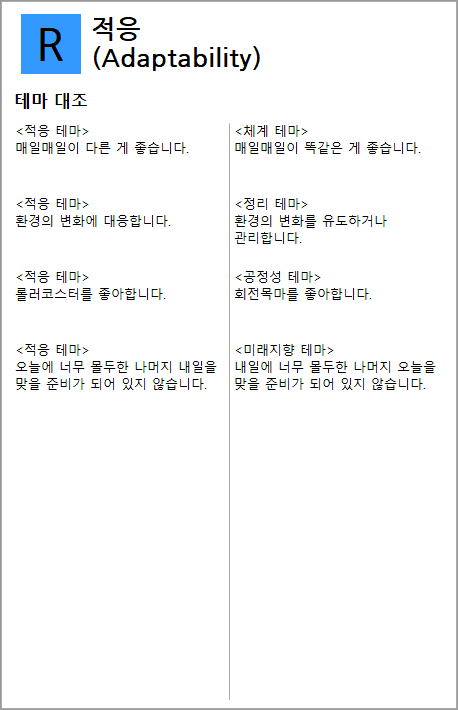 R
적응
(Adaptability)
테마 대조
<적응 테마>
매일매일이 다른 게 좋습니다.
<체계 테마>
매일매일이 똑같은 게 좋습니다.
<적응 테마>
환경의 변화에 대응합니다.
<정리 테마>
환경의 변화를 유도하거나
관리합니다.
<적응 테마>
롤러코스터를 좋아합니다.
<공정성 테마>
회전목마를 좋아합니다.
<적응 테마>
오늘에 너무 몰두한 나머지 내일을
맞을 준비가 되어 있지 않습니다.
<미래지향 테마>
내일에 너무 몰두한 나머지 오늘을
맞을 준비가 되어 있지 않습니다.